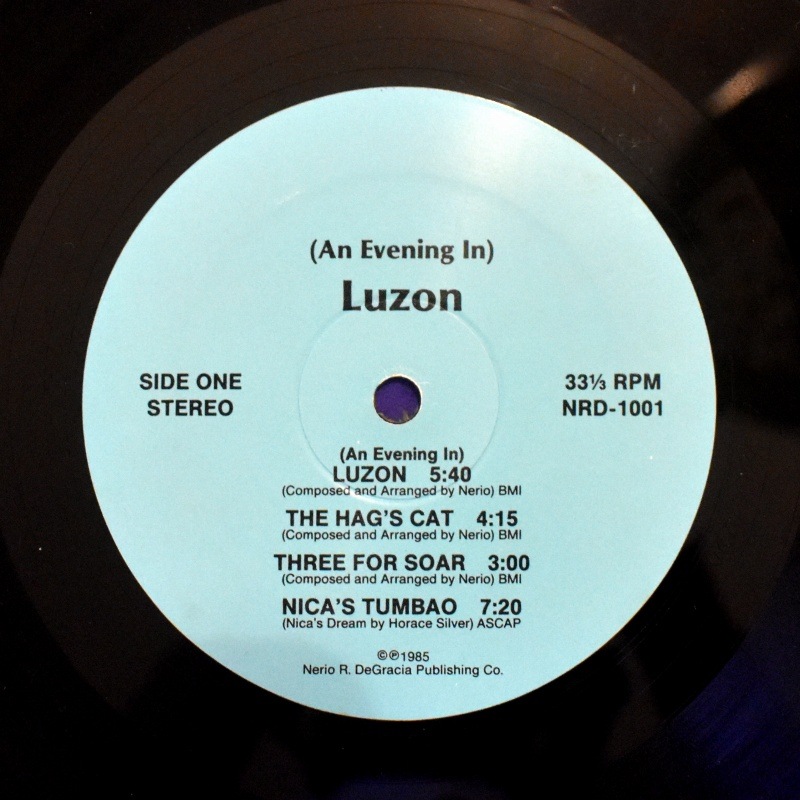 (An Evening In)
Luzon
SIDE ONE
STEREO
33⅓ RPM
NRD-1001
(An Evening In)
LUZON 5:40
(Composed and Arranged by Nerio) BMI
THE HAG'S CAT 4:15
(Composed and Arranged by Nerio) BMI
THREE FOR SOAR 3:00
(Composed and Arranged by Nerio) BMI
NICA'S TUMBAO 7:20
(Nica's Dream by Horace Silver) ASCAP
©℗1985
Nerio R. DeGracia Publishing Co.